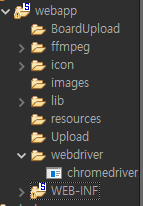 webapp
BoardUpload
ffmpeg
icon
images
lib
resources
Upload
webdriver
chromedriver
WEB-INF